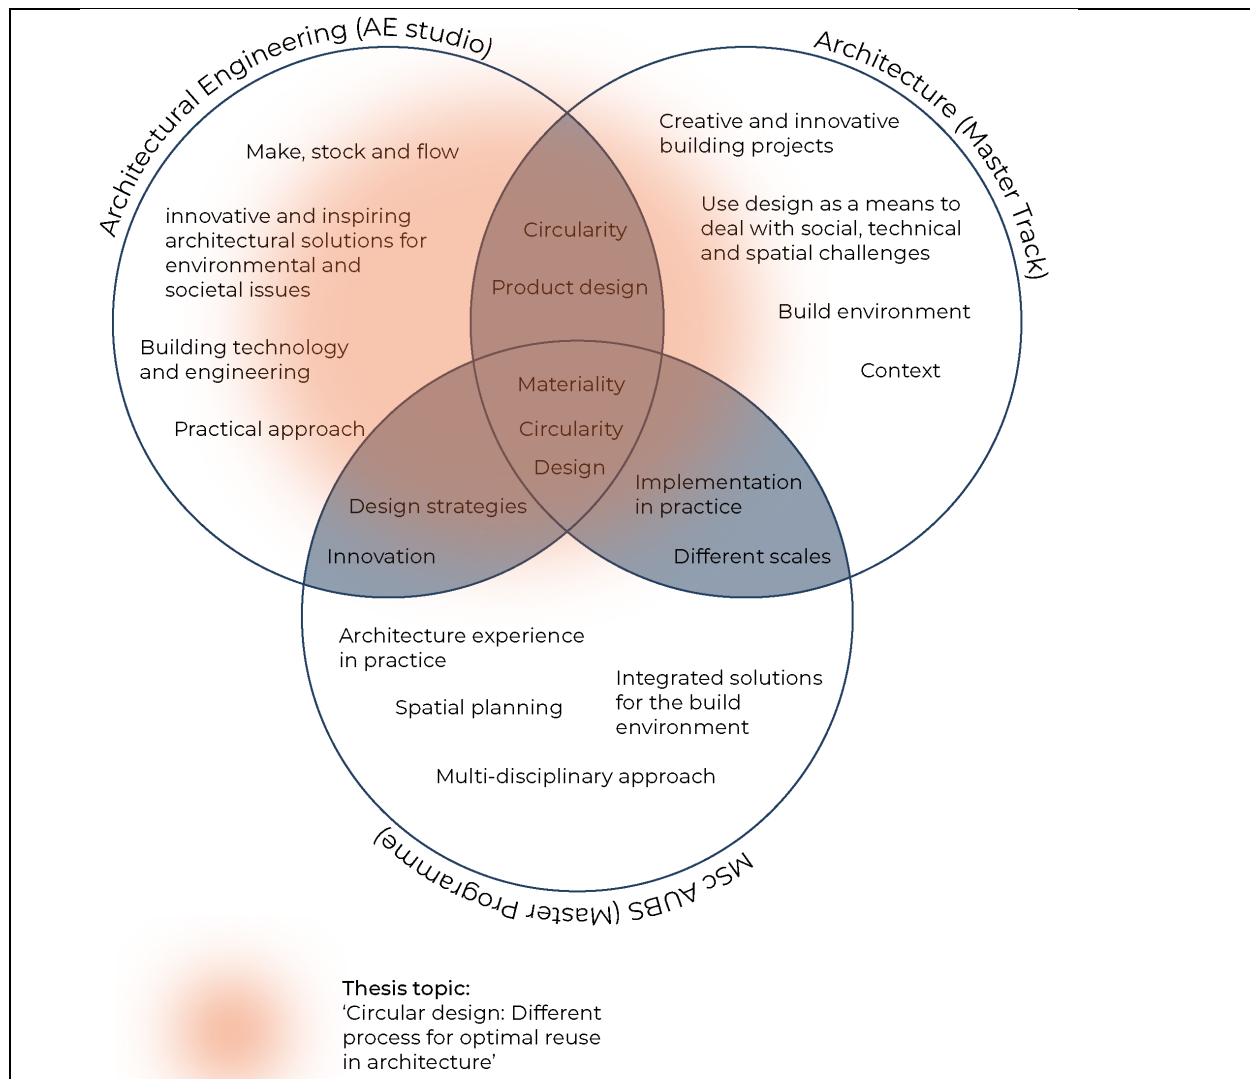 Architectural Engineering (AE studio)
Architecture (Master Track)
Make, stock and flow
innovative and inspiring
architectural solutions for
environmental and
societal issues
Building technology
and engineering
Practical approach
Circularity
Product design
Creative and innovative
building projects
Use design as a means to
deal with social, technical
and spatial challenges
Build environment
Context
Materiality
Circularity
Design
Design strategies
Innovation
Implementation
in practice
Different scales
Architecture experience
in practice
Spatial planning
Integrated solutions
for the build
environment
Multi-disciplinary approach
MSc AUBS (Master Programme)
Thesis topic:
‘Circular design: Different
process for optimal reuse
in architecture’